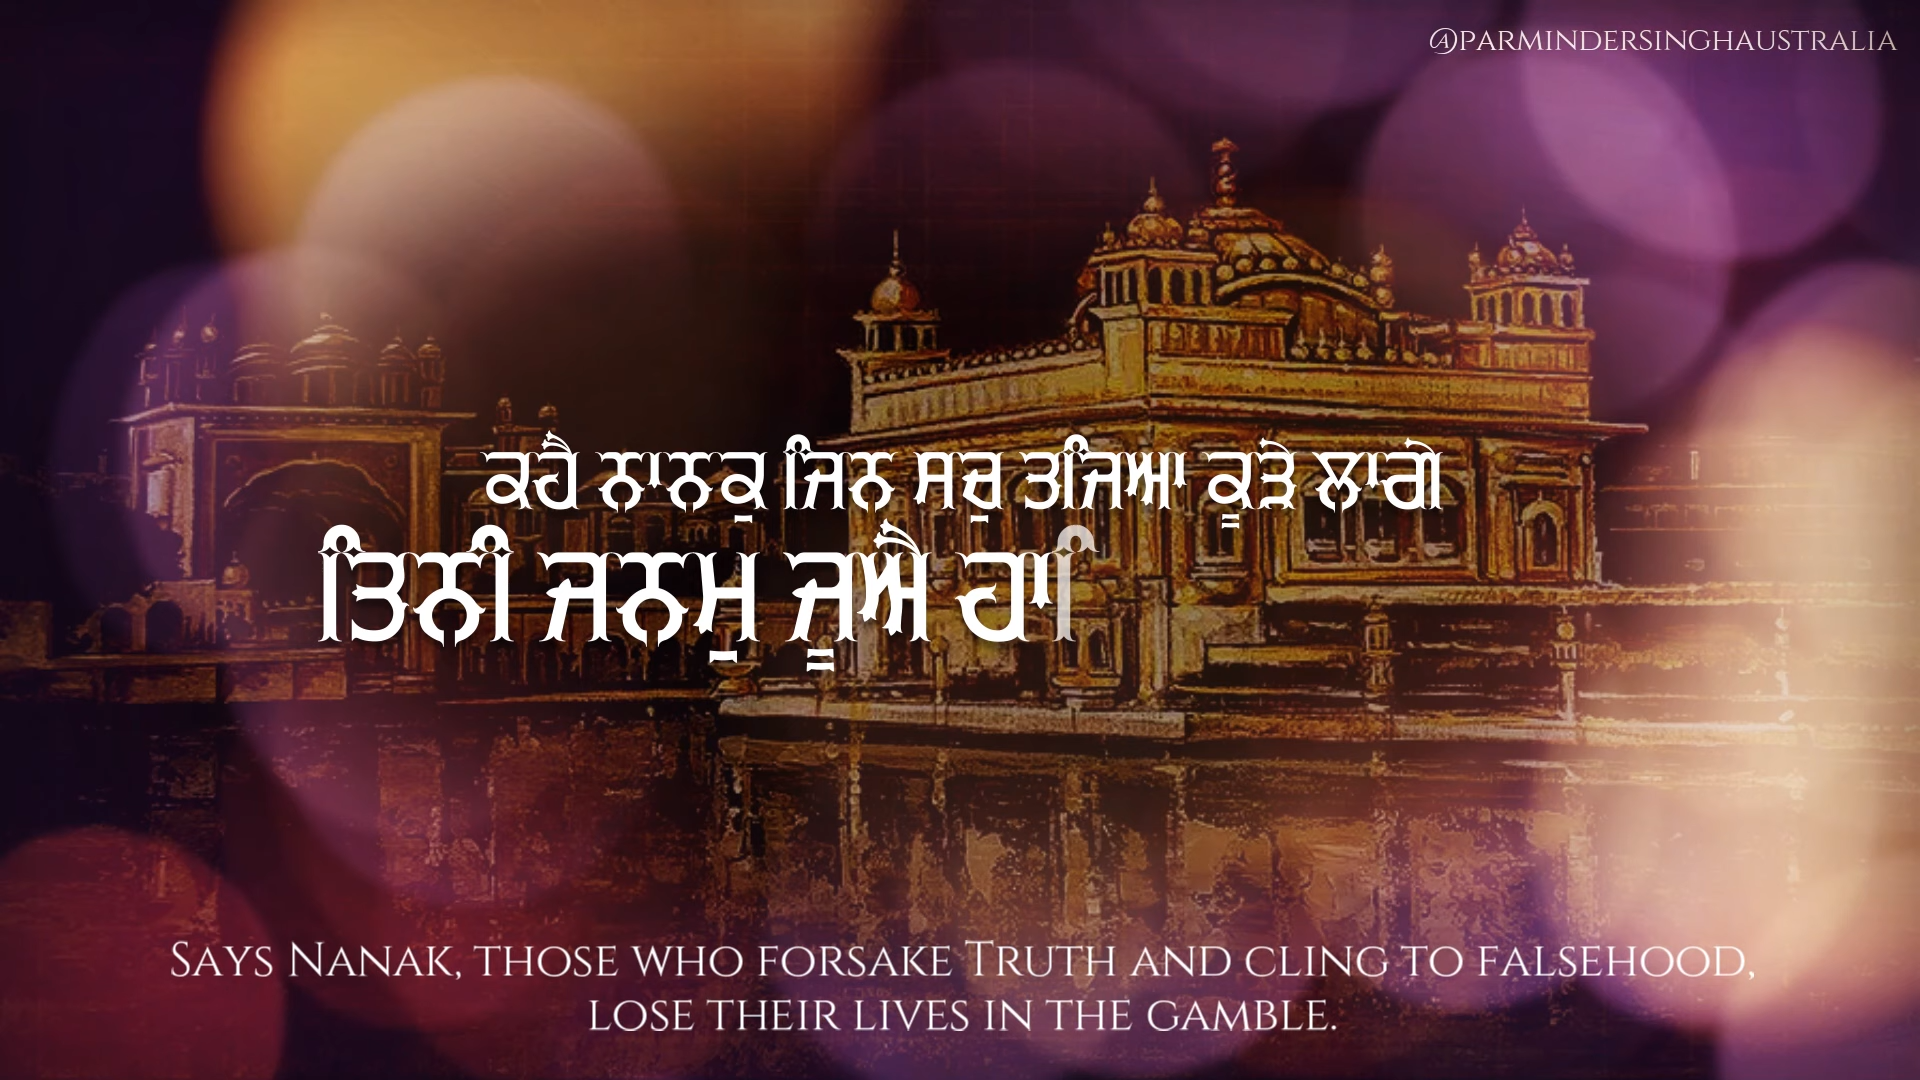 @PARMINDERSINGHAUSTRALIA
ਕਹੈ ਨਾਨਕੁ ਜਿਨ ਸਚੁ ਤਜਿਆ ਕੂੜੇ ਲਾਗੇ
ਤਿਨੀ ਜਨਮੁ ਜੂਐ ਹਾਿ
SAYS NANAK, THOSE WHO FORSAKE TRUTH AND CLING TO FALSEHOOD,
LOSE THEIR LIVES IN THE GAMBLE.